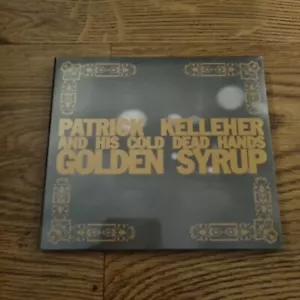 PATRICK KELLEHER
AND HIS COLD DEAD HANDS
GOLDEN SYRUP